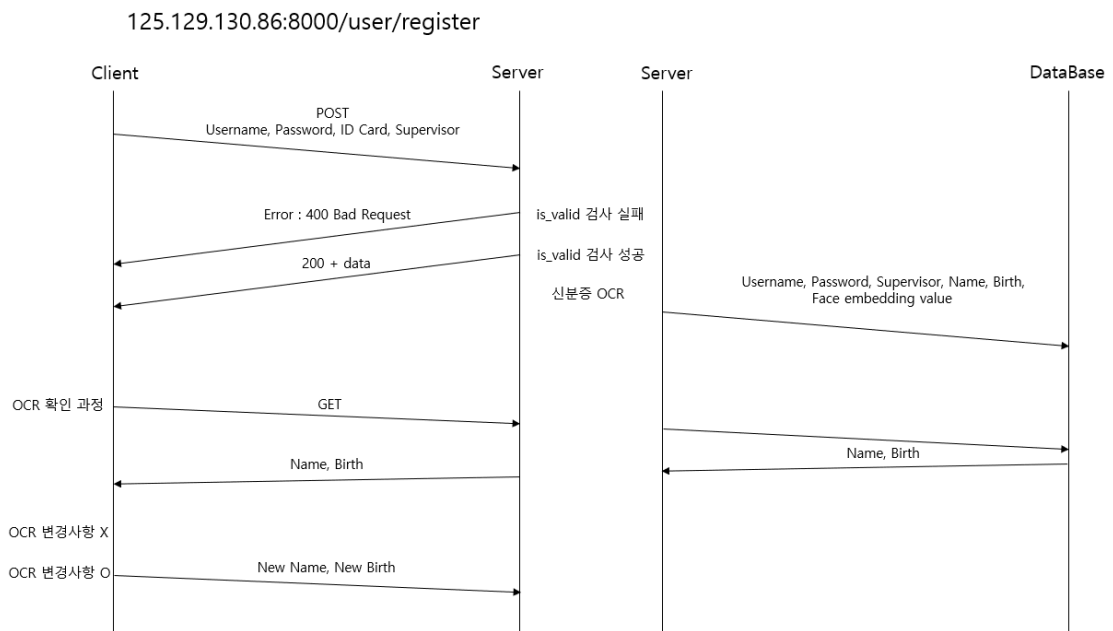 125.129.130.86:8000/user/register
Client
Server
Server
DataBase
POST
Username, Password, ID Card, Supervisor
Error : 400 Bad Request
is_valid 검사 실패
is_valid 검사 성공
200 + data
신분증 OCR
Username, Password, Supervisor, Name, Birth,
Face embedding value
OCR 확인 과정
GET
Name, Birth
Name, Birth
OCR 변경사항 X
OCR 변경사항 O
New Name, New Birth